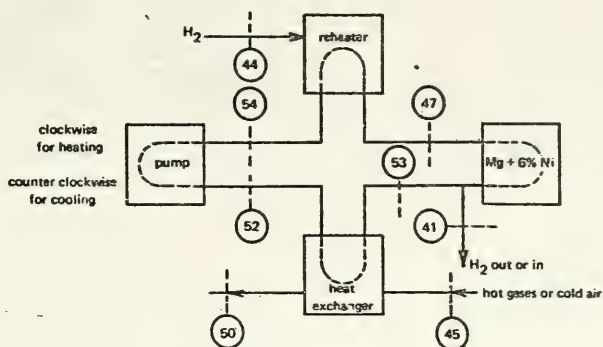 H2
reheater
44
54
47
clockwise
for heating
pump
53
Mg + 6% Ni
counter clockwise
for cooling
52
41
H2 out or in
heat
exchanger
hot gases or cold air
50
45